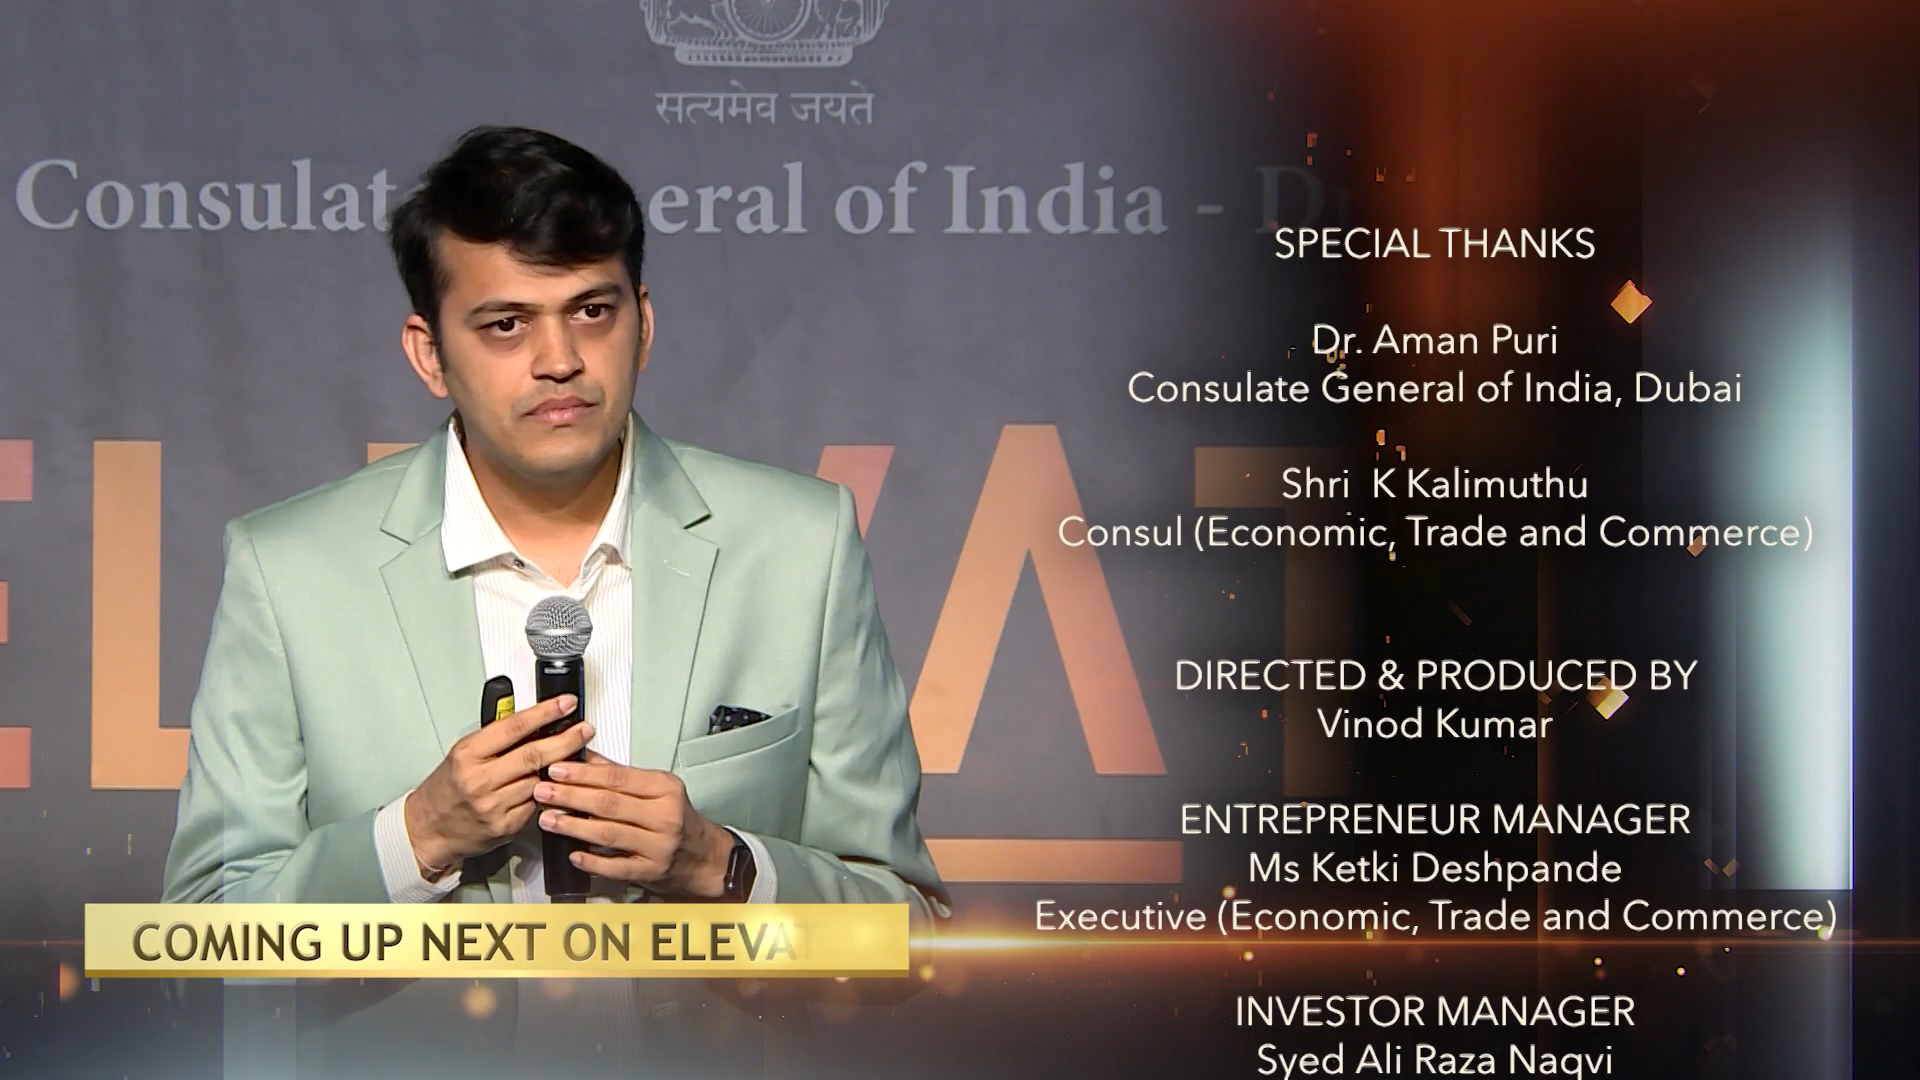 सत्यमेव जयते
Consulat eral of India - D
ELEVAT
SPECIAL THANKS
Dr. Aman Puri
Consulate General of India, Dubai
Shri K Kalimuthu
Consul (Economic, Trade and Commerce)
DIRECTED & PRODUCED BY
Vinod Kumar
ENTREPRENEUR MANAGER
Ms Ketki Deshpande
Executive (Economic, Trade and Commerce)
INVESTOR MANAGER
Syed Ali Raza Naqvi
COMING UP NEXT ON ELEVAT